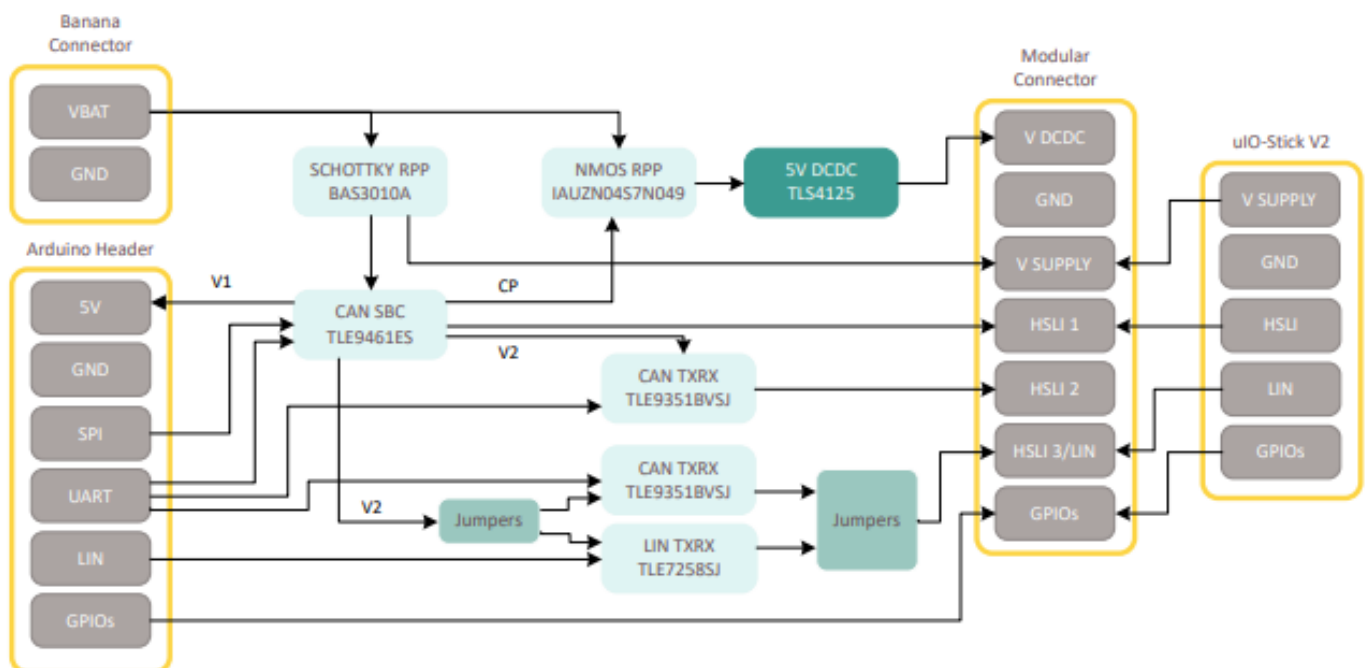 Banana
Connector
VBAT
GND
SCHOTTKY RPP
BAS3010A
NMOS RPP
IAUZN04S7N049
5V DCDC
TLS4125
Modular
Connector
V DCDC
GND
V SUPPLY
HSLI 1
HSLI 2
HSLI 3/LIN
GPIOs
uIO-Stick V2
V SUPPLY
GND
HSLI
LIN
GPIOs
Arduino Header
5V
GND
SPI
UART
LIN
GPIOs
V1
CAN SBC
TLE9461ES
CP
V2
CAN TXRX
TLE9351BVSJ
CAN TXRX
TLE9351BVSJ
V2
Jumpers
LIN TXRX
TLE7258SJ
Jumpers